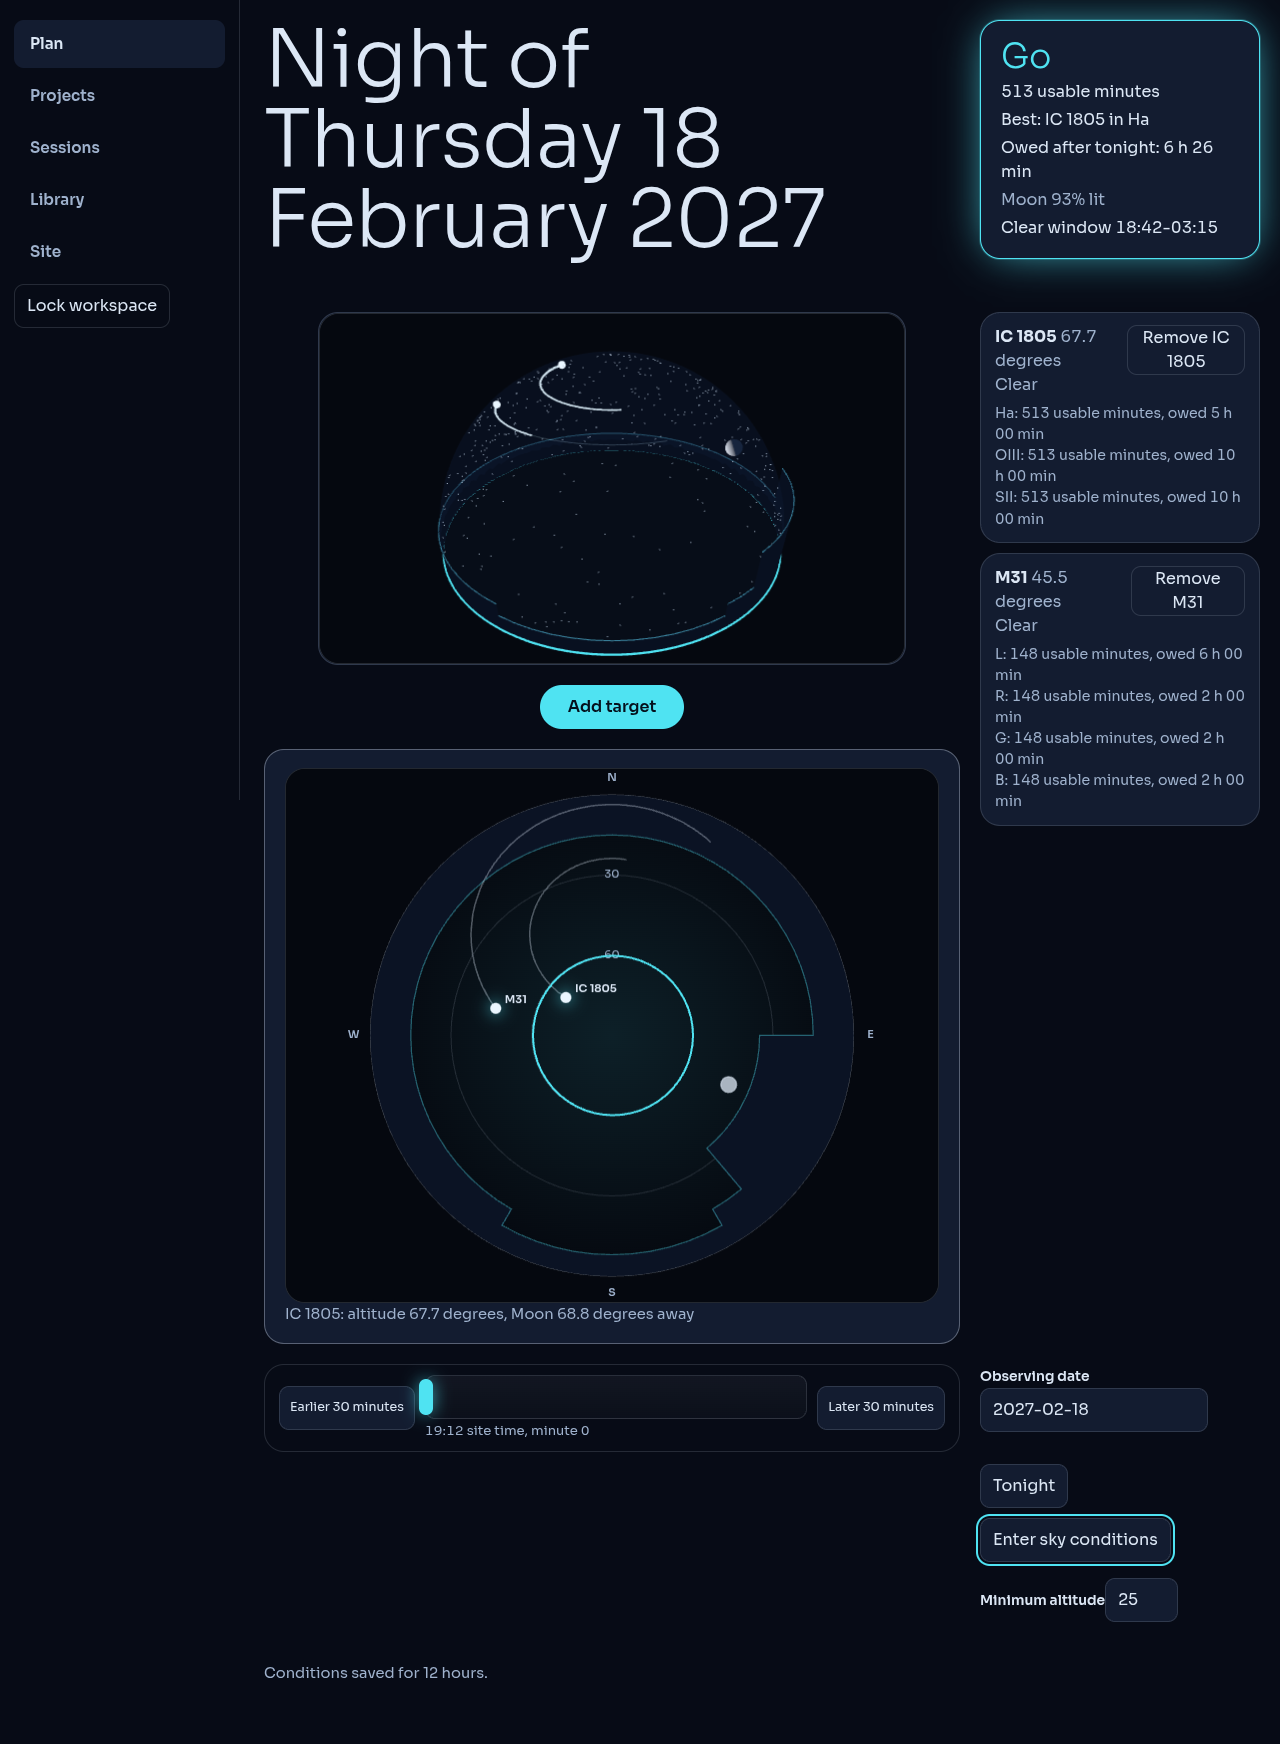 Plan
Projects
Sessions
Library
Site
Lock workspace
Night of
Thursday 18
February 2027
Go
513 usable minutes
Best: IC 1805 in Ha
Owed after tonight: 6 h 26
min
Moon 93% lit
Clear window 18:42-03:15
IC 1805 67.7
degrees
Clear
Remove IC
1805
Ha: 513 usable minutes, owed 5 h
00 min
OIII: 513 usable minutes, owed 10
h 00 min
SII: 513 usable minutes, owed 10 h
00 min
M31 45.5
degrees
Clear
Remove
M31
L: 148 usable minutes, owed 6 h 00
min
R: 148 usable minutes, owed 2 h 00
min
G: 148 usable minutes, owed 2 h
00 min
B: 148 usable minutes, owed 2 h 00
min
Add target
N
30
60
IC 1805
M31
W
E
S
IC 1805: altitude 67.7 degrees, Moon 68.8 degrees away
Earlier 30 minutes
19:12 site time, minute 0
Later 30 minutes
Observing date
2027-02-18
Tonight
Enter sky conditions
Minimum altitude 25
Conditions saved for 12 hours.